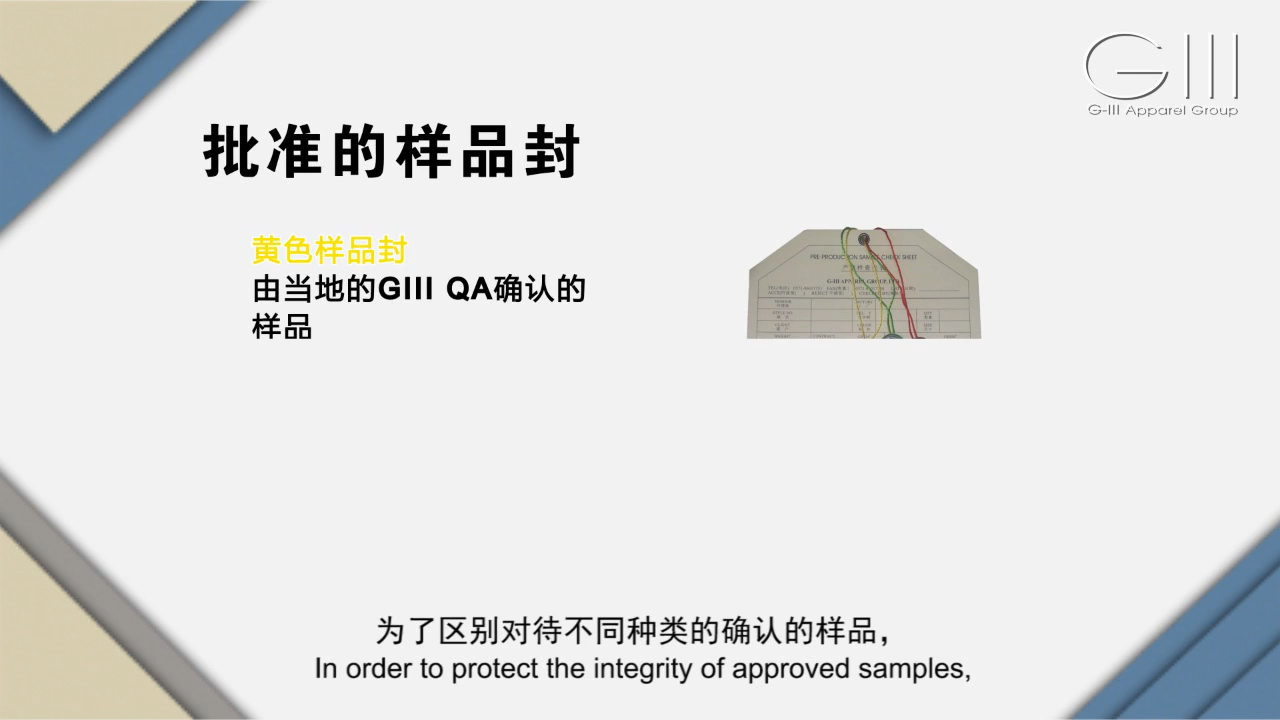 GIII
G-III Apparel Group
批准的样品封
黄色样品封
由当地的GIII QA确认的
样品
PRE-PRODUCTION SAMPLE CHECK SHEET
为了区别对待不同种类的确认的样品，
In order to protect the integrity of approved samples,